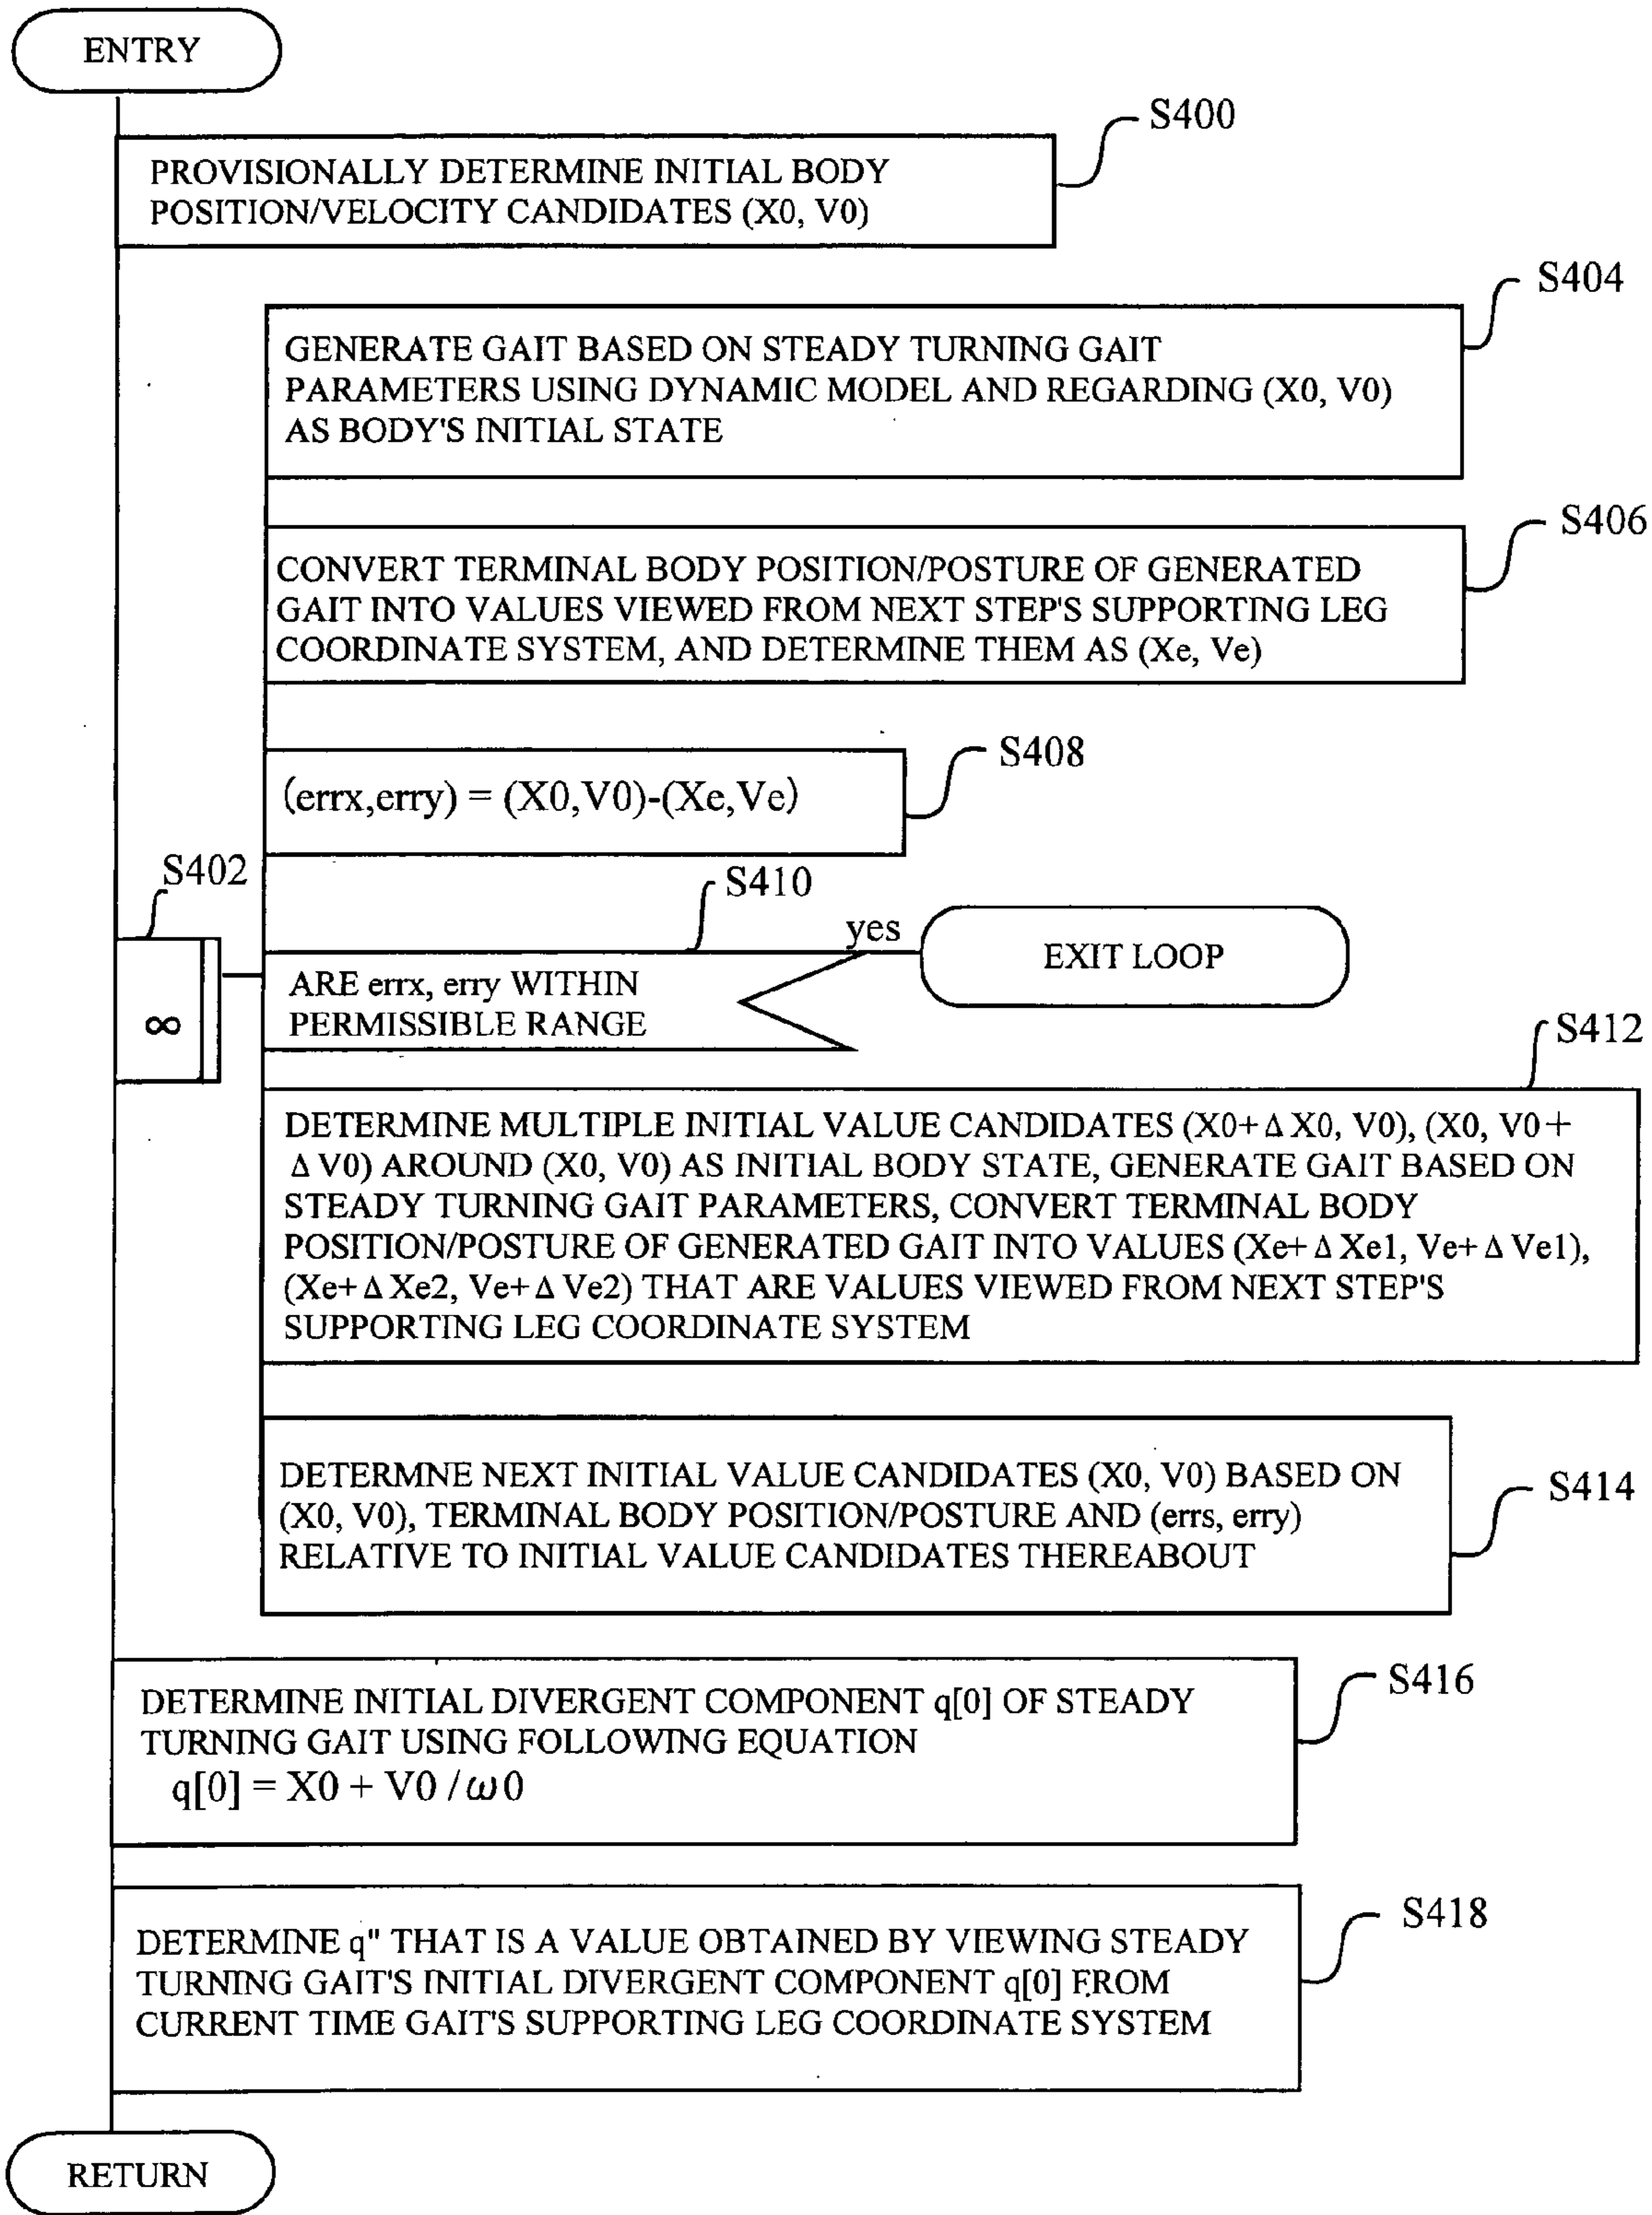 ENTRY
S400
PROVISIONALLY DETERMINE INITIAL BODY
POSITION/VELOCITY CANDIDATES (X0, V0)
S404
GENERATE GAIT BASED ON STEADY TURNING GAIT
PARAMETERS USING DYNAMIC MODEL AND REGARDING (X0, V0)
AS BODY'S INITIAL STATE
S406
CONVERT TERMINAL BODY POSITION/POSTURE OF GENERATED
GAIT INTO VALUES VIEWED FROM NEXT STEP'S SUPPORTING LEG
COORDINATE SYSTEM, AND DETERMINE THEM AS (Xe, Ve)
S408
(errx,erry) = (X0,V0)-(Xe,Ve)
S402
∞
S410
ARE errx, erry WITHIN
PERMISSIBLE RANGE
yes
EXIT LOOP
S412
DETERMINE MULTIPLE INITIAL VALUE CANDIDATES (X0+ΔX0, V0), (X0, V0+
ΔV0) AROUND (X0, V0) AS INITIAL BODY STATE, GENERATE GAIT BASED ON
STEADY TURNING GAIT PARAMETERS, CONVERT TERMINAL BODY
POSITION/POSTURE OF GENERATED GAIT INTO VALUES (Xe+ΔXe1, Ve+ΔVe1),
(Xe+ΔXe2, Ve+ΔVe2) THAT ARE VALUES VIEWED FROM NEXT STEP'S
SUPPORTING LEG COORDINATE SYSTEM
DETERMNE NEXT INITIAL VALUE CANDIDATES (X0, V0) BASED ON
(X0, V0), TERMINAL BODY POSITION/POSTURE AND (errs, erry)
RELATIVE TO INITIAL VALUE CANDIDATES THEREABOUT
S414
S416
DETERMINE INITIAL DIVERGENT COMPONENT q[0] OF STEADY
TURNING GAIT USING FOLLOWING EQUATION
q[0] = X0 + V0 /ω0
S418
DETERMINE q" THAT IS A VALUE OBTAINED BY VIEWING STEADY
TURNING GAIT'S INITIAL DIVERGENT COMPONENT q[0] FROM
CURRENT TIME GAIT'S SUPPORTING LEG COORDINATE SYSTEM
RETURN